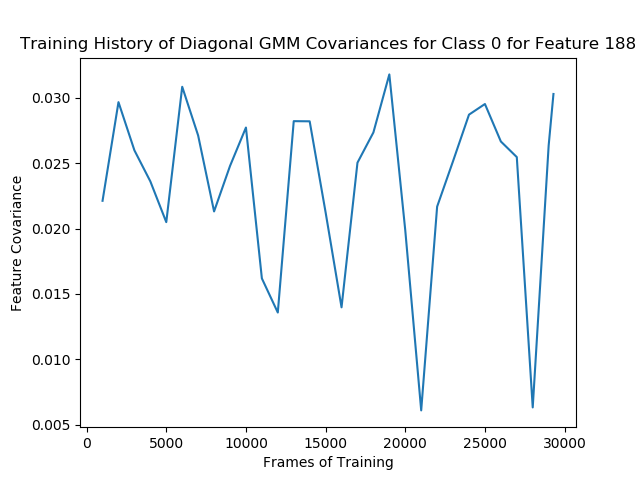 Training History of Diagonal GMM Covariances for Class 0 for Feature 188
0.030
0.025
0.020
0.015
0.010
0.005
Feature Covariance
0 5000 10000 15000 20000 25000 30000
Frames of Training